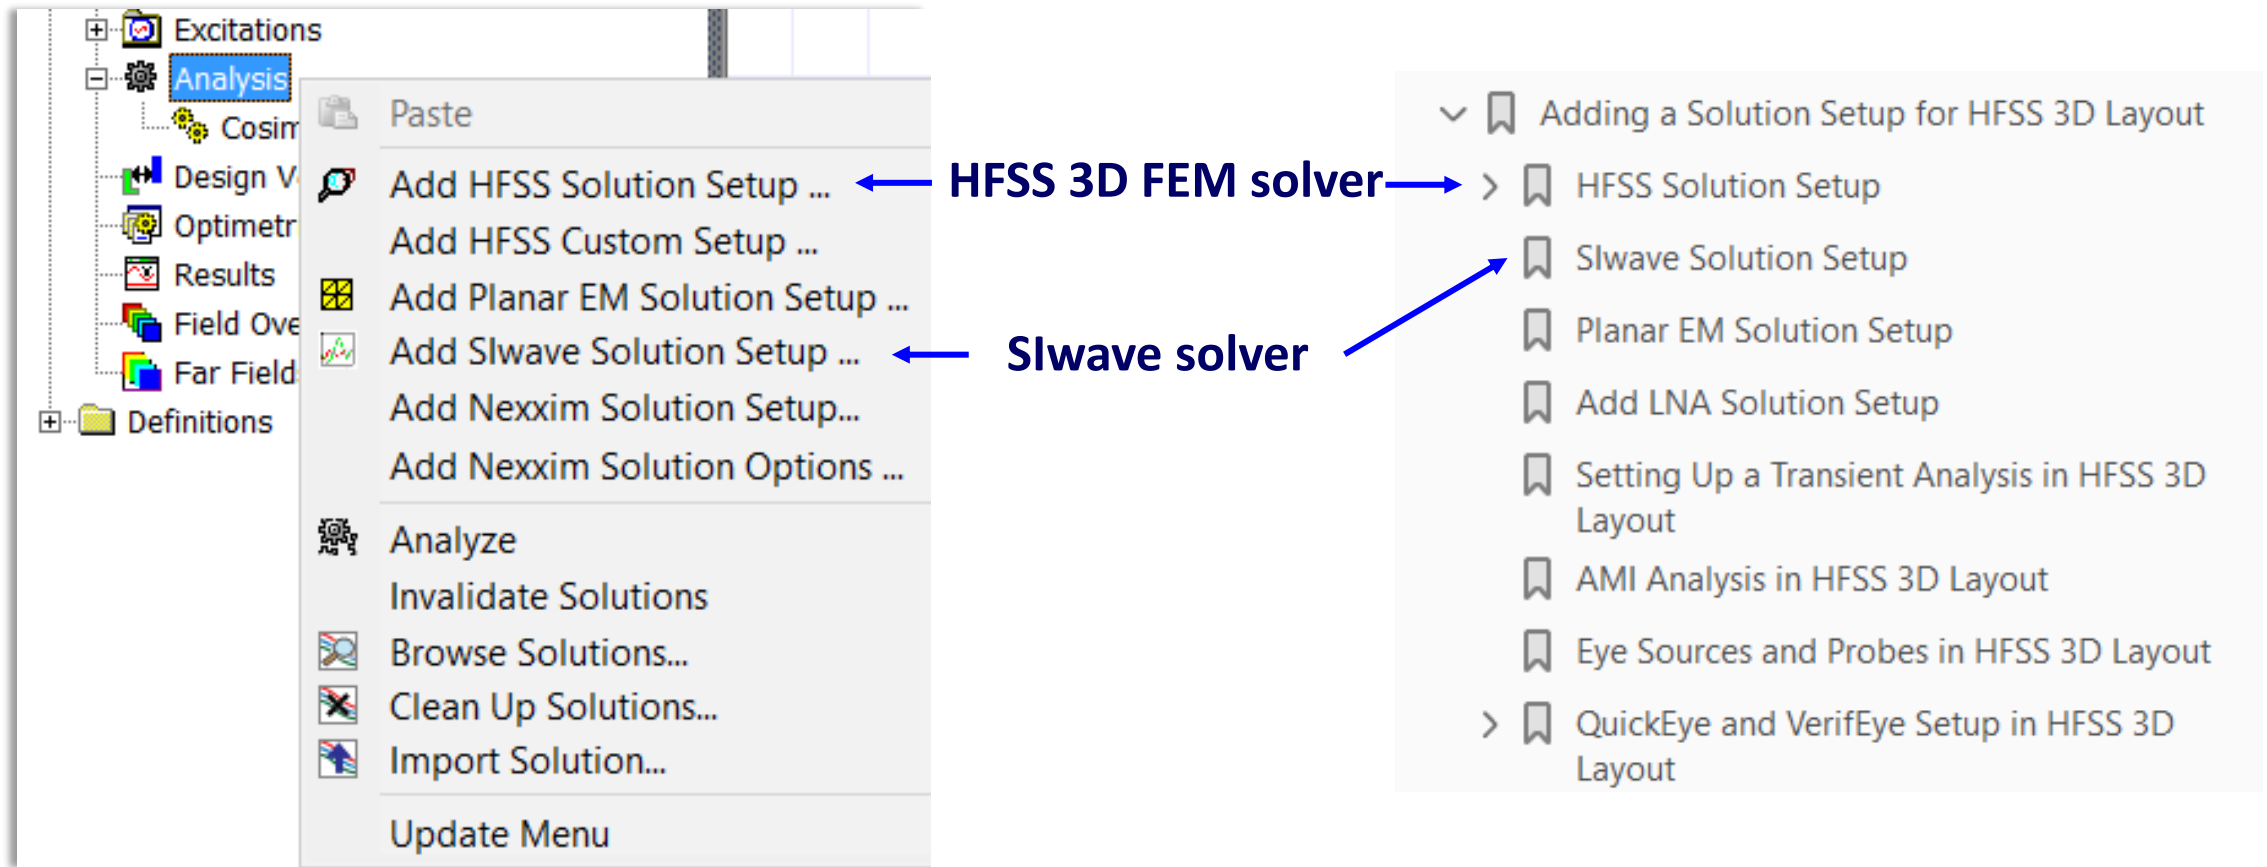 Excitations
Analysis
Cosim
Design V
Optimetr
Results
Field Ove
Far Field
Definitions
Paste
Add HFSS Solution Setup ...
Add HFSS Custom Setup ...
Add Planar EM Solution Setup ...
Add SIwave Solution Setup ...
Add Nexxim Solution Setup...
Add Nexxim Solution Options ...
Analyze
Invalidate Solutions
Browse Solutions...
Clean Up Solutions...
Import Solution...
Update Menu
HFSS 3D FEM solver
SIwave solver
Adding a Solution Setup for HFSS 3D Layout
HFSS Solution Setup
SIwave Solution Setup
Planar EM Solution Setup
Add LNA Solution Setup
Setting Up a Transient Analysis in HFSS 3D
Layout
AMI Analysis in HFSS 3D Layout
Eye Sources and Probes in HFSS 3D Layout
QuickEye and VerifEye Setup in HFSS 3D
Layout